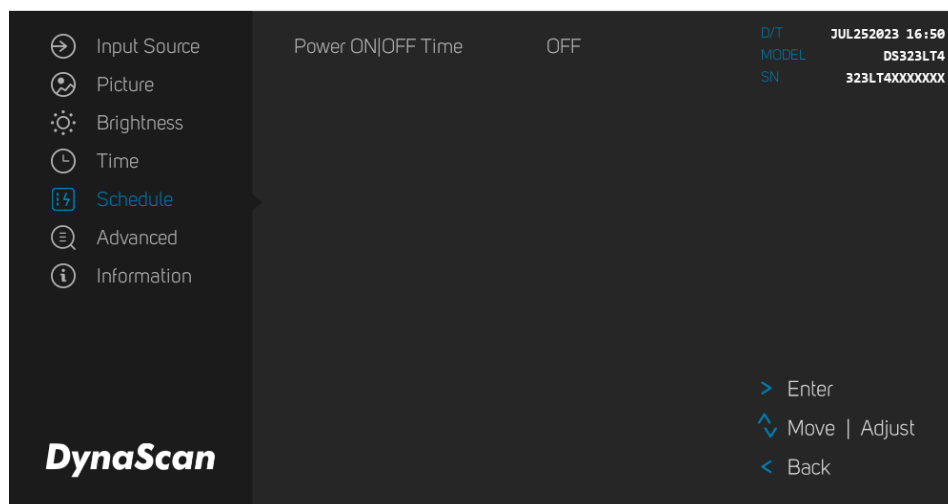 Input Source
Picture
Brightness
Time
Schedule
Advanced
Information
DynaScan
Power ON|OFF Time OFF
D/T JUL252023 16:50
MODEL DS323LT4
SN 323LT4XXXXXXX
> Enter
Move | Adjust
< Back